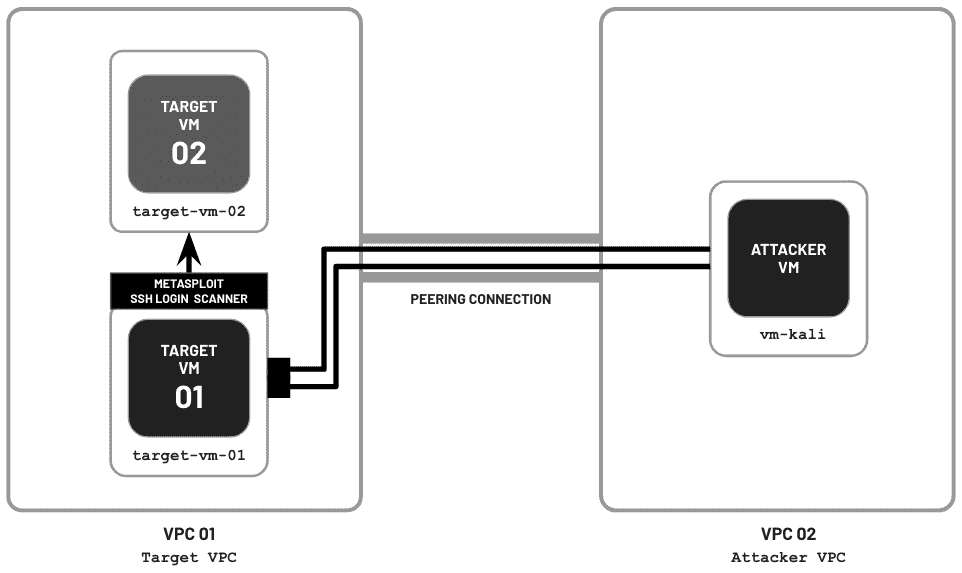 TARGET
VM
02
target-vm-02
METASPLOIT
SSH LOGIN SCANNER
TARGET
VM
01
target-vm-01
PEERING CONNECTION
ATTACKER
VM
vm-kali
VPC 01
Target VPC
VPC 02
Attacker VPC